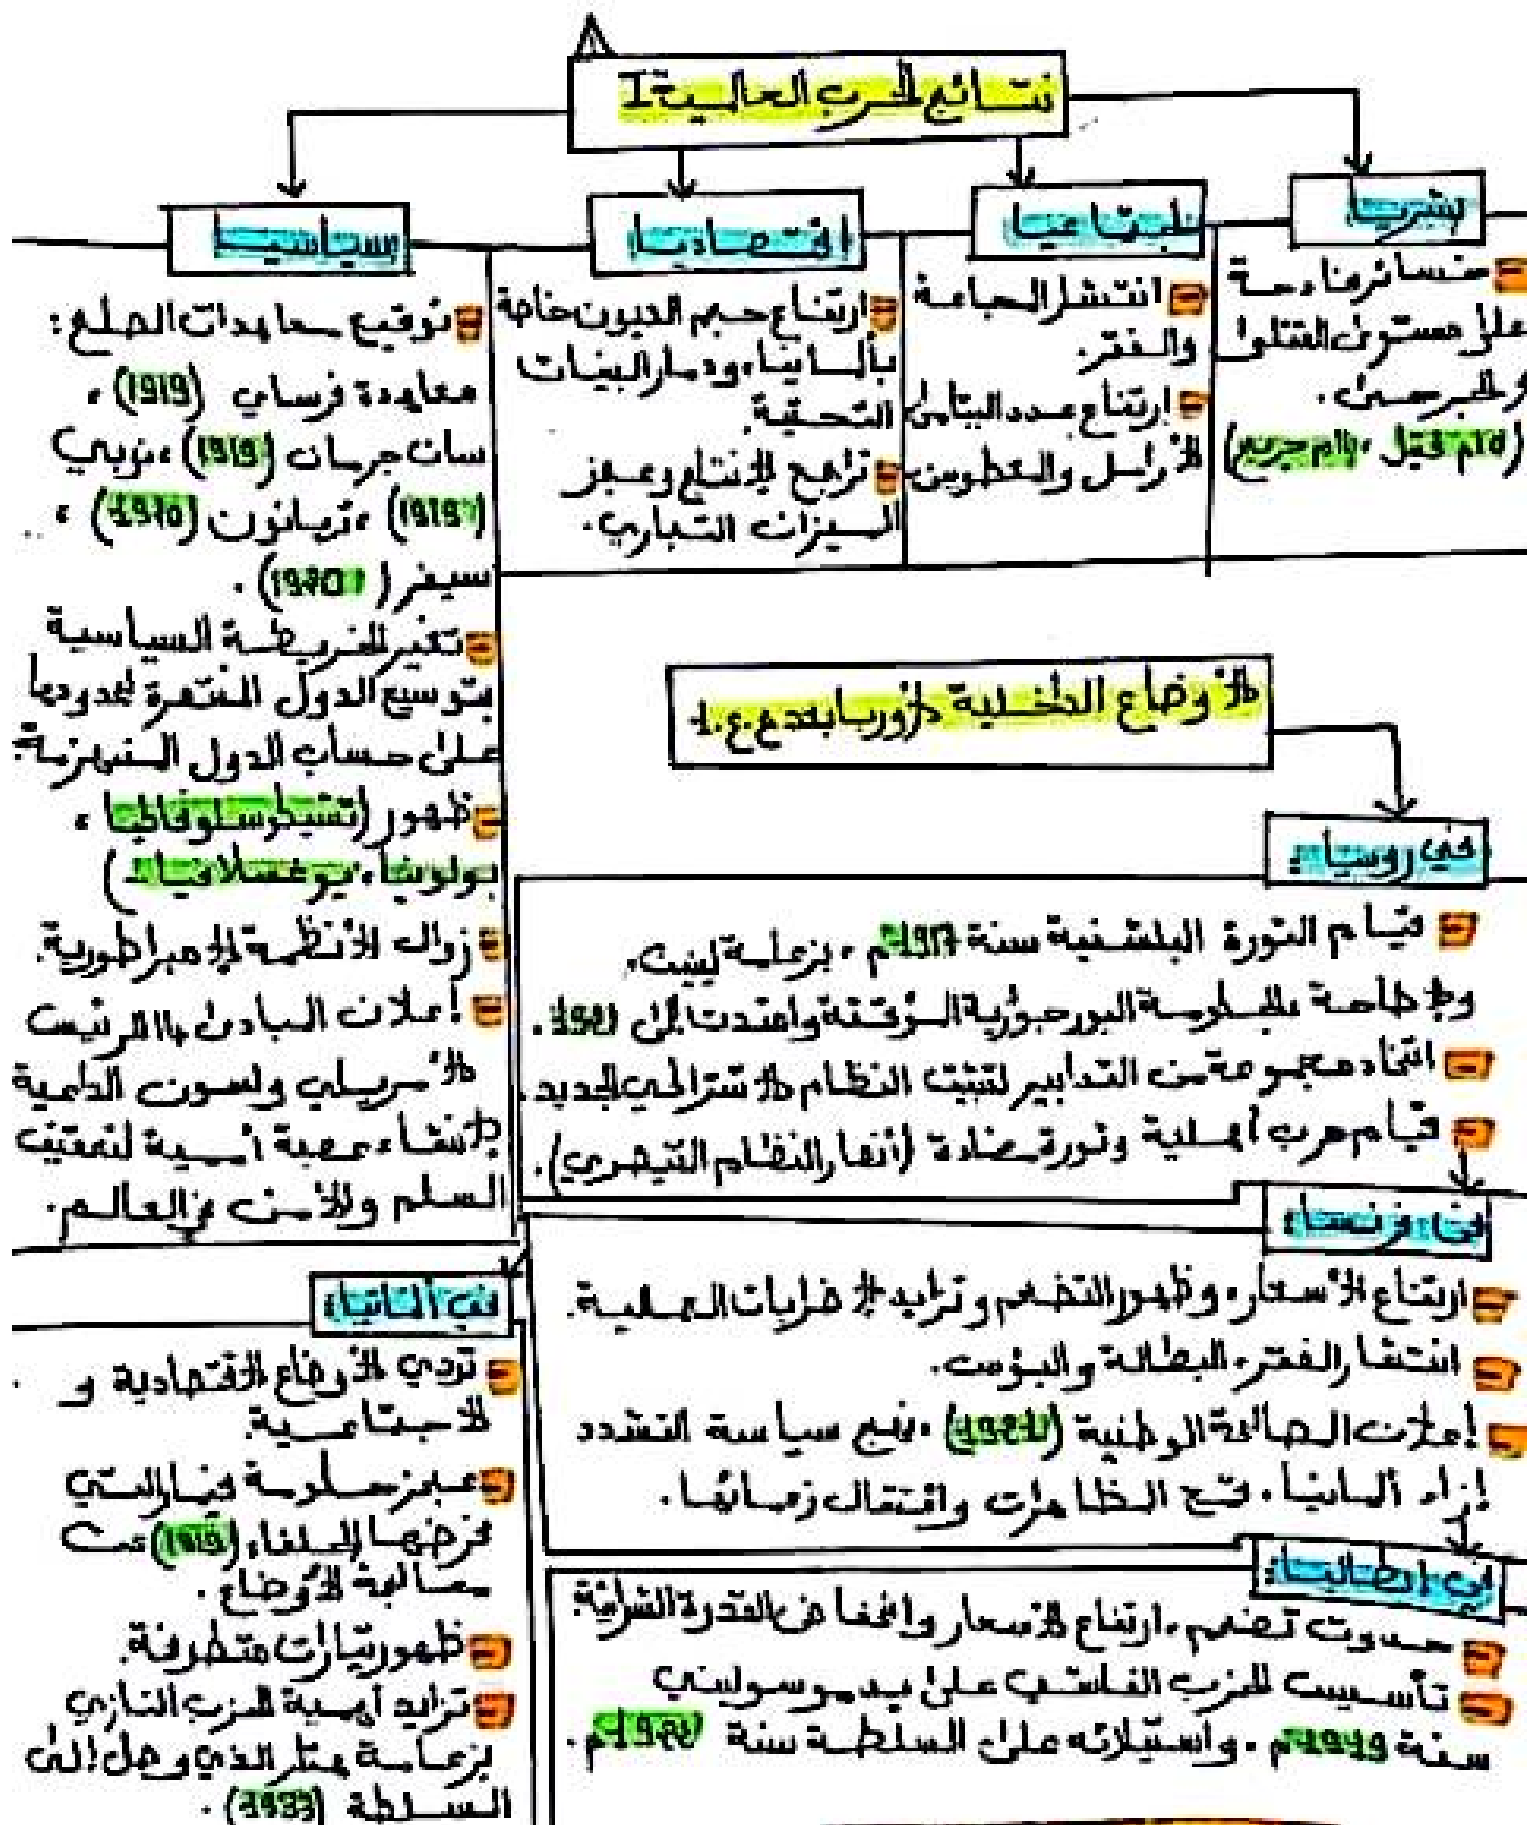 نتائج الحرب العالمية I
بشريا
خسائر فادحة
على مستوى القتلى
والجرحى.
اجتماعيا
انتشار المجاعة
والفقر.
ارتفاع عدد اليتامى
الأرامل والمعطوبين
اقتصاديا
ارتفاع حجم الديون خاصة
بألمانيا، ودمار البنيات
التحتية.
تراجع الإنتاج وعجز
الميزان التجاري.
سياسيا
توقيع معاهدات الصلح:
معاهدة فرساي (1919)،
سان جرمان (1919)، نويي
(1919)، تريانون (1920)،
سيفر (1920).
تغير الخريطة السياسية
بتوسيع الدول المنتصرة لحدودها
على حساب الدول المنهزمة.
ظهور (تشيكوسلوفاكيا،
بولونيا، يوغسلافيا)
زوال الأنظمة الإمبراطورية.
إعلان المبادئ 14 للرئيس
الأمريكي ولسون الداعية
لإنشاء عصبة أممية لتحقيق
السلم والأمن في العالم.
الأوضاع الداخلية لأوربا بعد ح.ع.1
في روسيا:
قيام الثورة البلشفية سنة 1917م، بزعامة لينين.
والإطاحة بالحكومة البورجوازية المؤقتة وامتدت إلى 1921.
اتخاذ مجموعة من التدابير لتثبيت النظام الاشتراكي الجديد.
قيام حرب أهلية وثورة مضادة (أنصار النظام القيصري).
في فرنسا:
ارتفاع الأسعار، وظهور التضخم وتزايد الإضرابات العمالية.
انتشار الفقر، البطالة والبؤس.
إعلان المصالحة الوطنية نهج سياسة التشدد
إزاء ألمانيا، قمع المظاهرات واعتقال زعمائها.
في إيطاليا:
حدوث تضخم، ارتفاع الأسعار وانخفاض القدرة الشرائية
تأسيس الحزب الفاشي على يد موسوليني
سنة 1919م، واستيلائه على السلطة سنة 1922م.
في ألمانيا:
تردي الأوضاع الاقتصادية و
الاجتماعية.
عجز حكومة فيمار التي
فرضها الحلفاء (1919) عن
معالجة الأوضاع.
ظهور تيارات متطرفة.
تزايد أهمية الحزب النازي
بزعامة هتلر الذي وصل إلى
السلطة (1933).